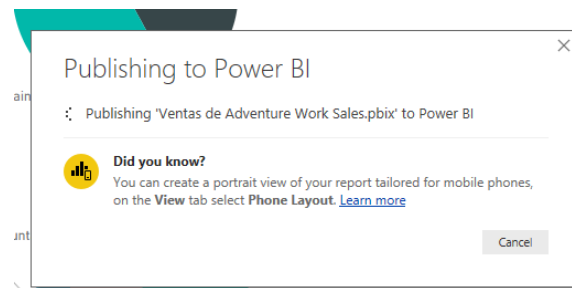 Publishing to Power BI
ain
Publishing 'Ventas de Adventure Work Sales.pbix' to Power BI
Did you know?
You can create a portrait view of your report tailored for mobile phones,
on the View tab select Phone Layout. Learn more
unt
Cancel